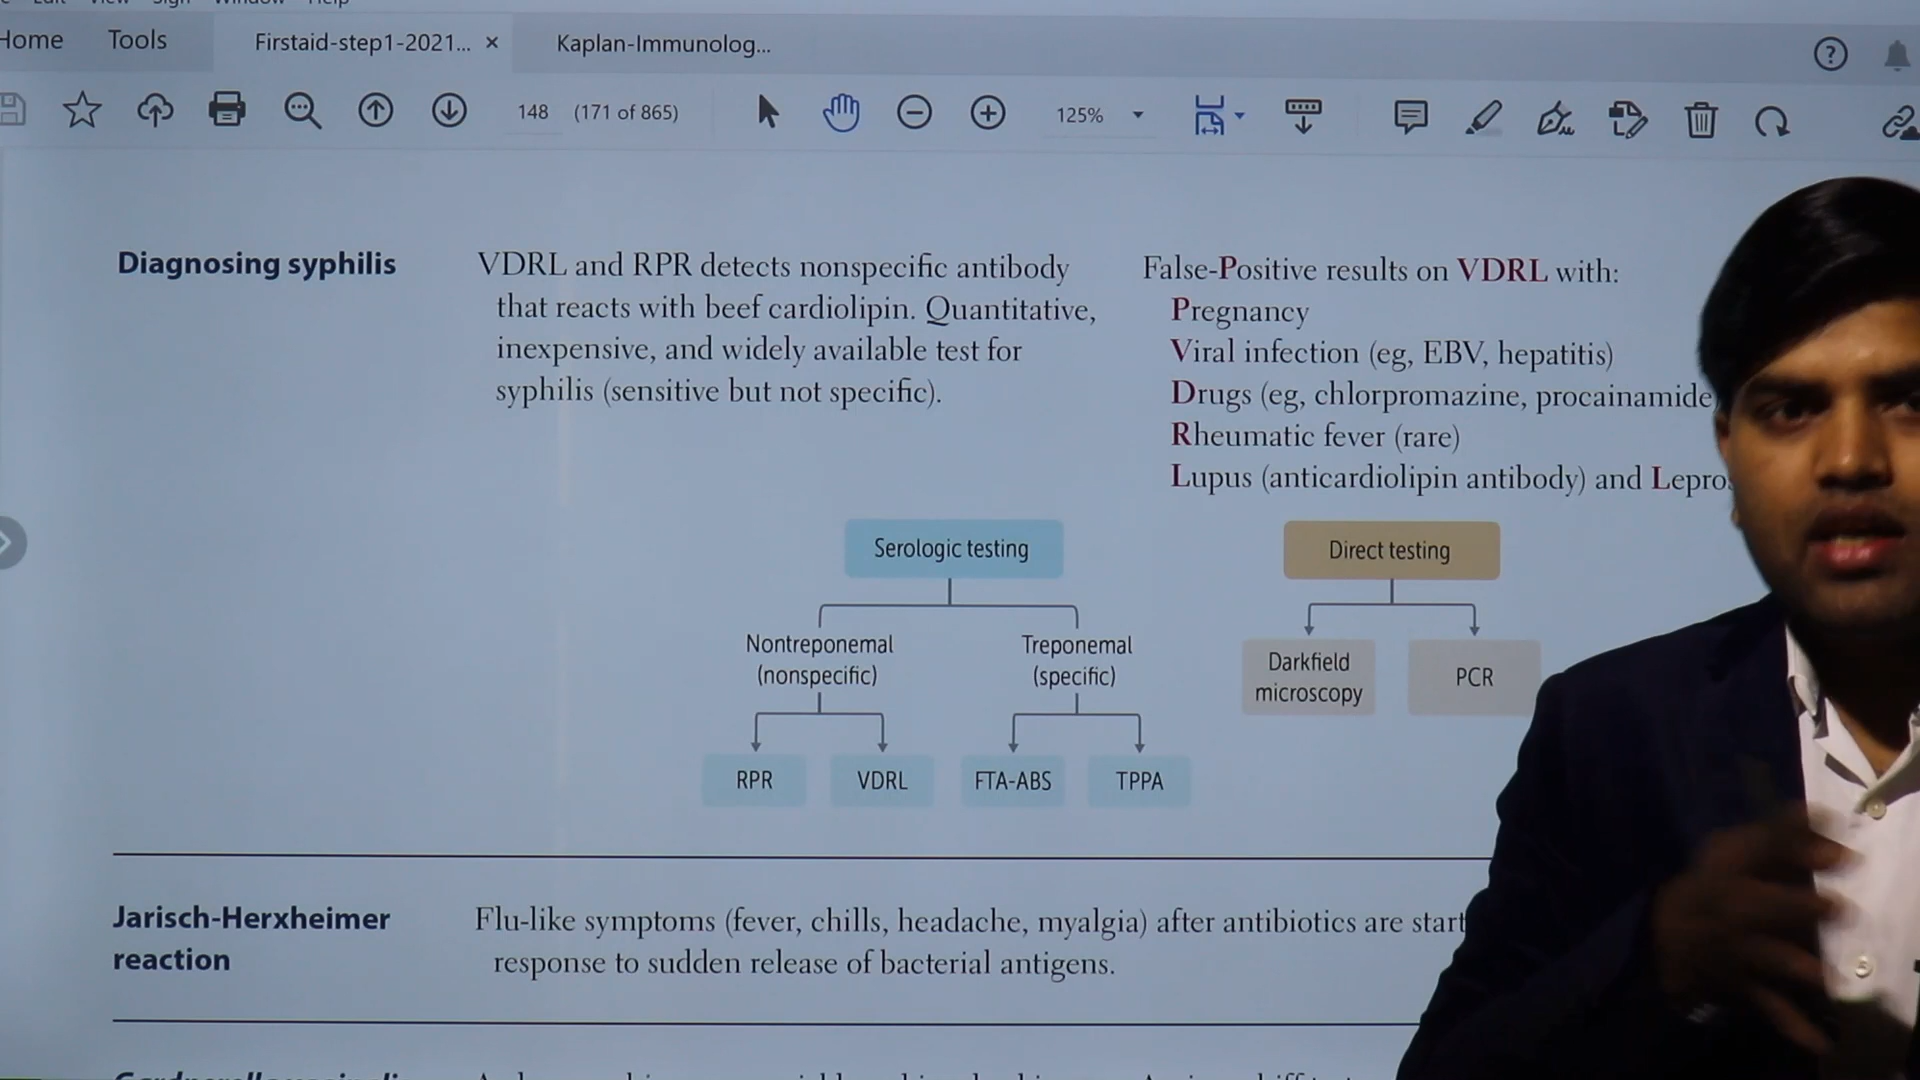 Home Tools Firstaid-step1-2021... × Kaplan-Immunolog...
148 (171 of 865) 125%
Diagnosing syphilis
VDRL and RPR detects nonspecific antibody
that reacts with beef cardiolipin. Quantitative,
inexpensive, and widely available test for
syphilis (sensitive but not specific).
False-Positive results on VDRL with:
Pregnancy
Viral infection (eg, EBV, hepatitis)
Drugs (eg, chlorpromazine, procainamide
Rheumatic fever (rare)
Lupus (anticardiolipin antibody) and Lepro
Serologic testing
Nontreponemal
(nonspecific)
Treponemal
(specific)
RPR VDRL FTA-ABS TPPA
Direct testing
Darkfield
microscopy
PCR
Jarisch-Herxheimer
reaction
Flu-like symptoms (fever, chills, headache, myalgia) after antibiotics are start
response to sudden release of bacterial antigens.